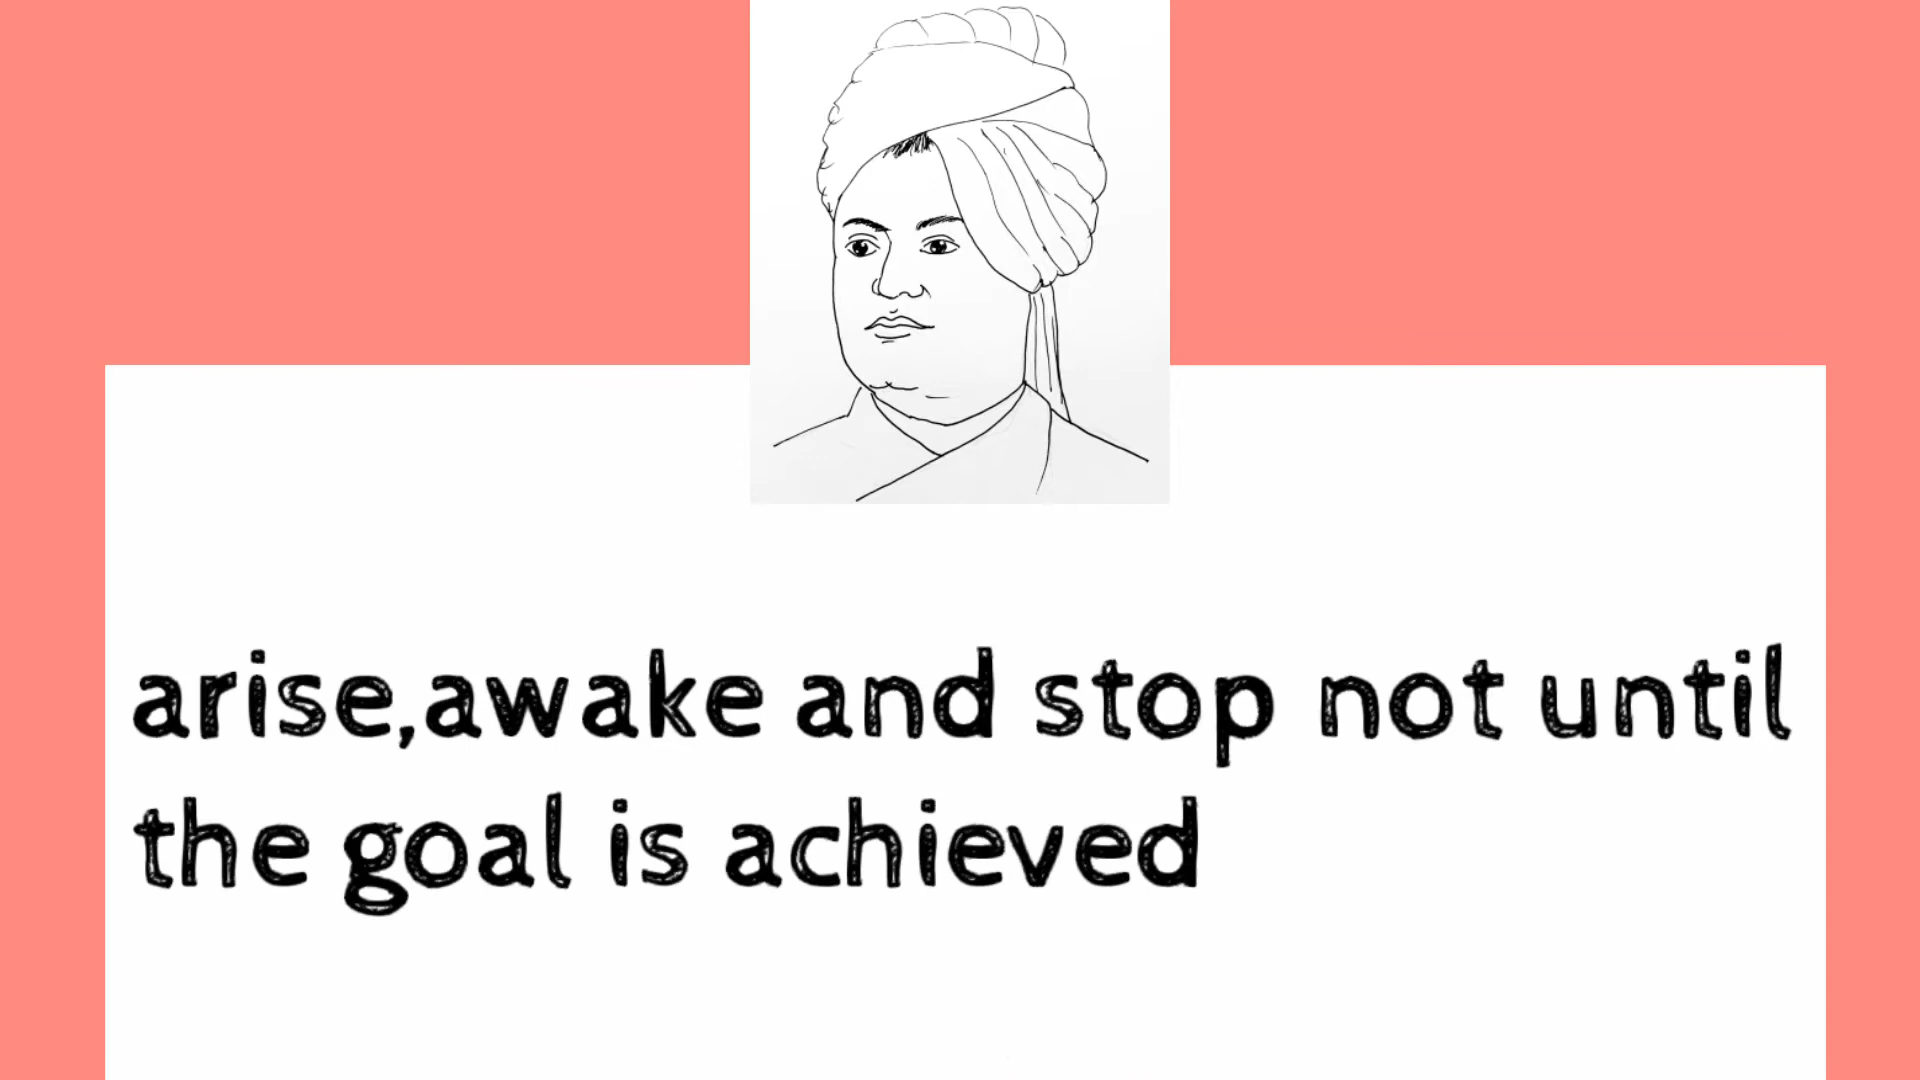 arise,awake and stop not until
the goal is achieved